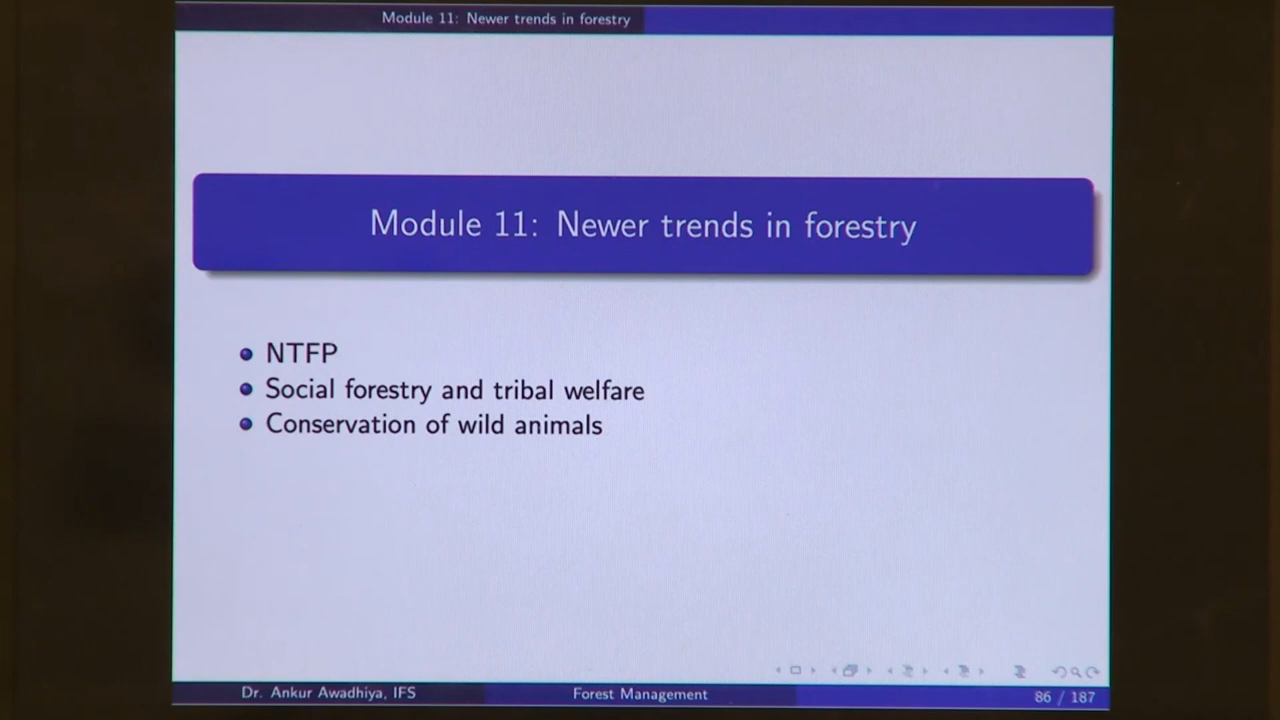 Module 11: Newer trends in forestry
Module 11: Newer trends in forestry
NTFP
Social forestry and tribal welfare
Conservation of wild animals
Dr. Ankur Awadhiya, IFS
Forest Management
86 / 187